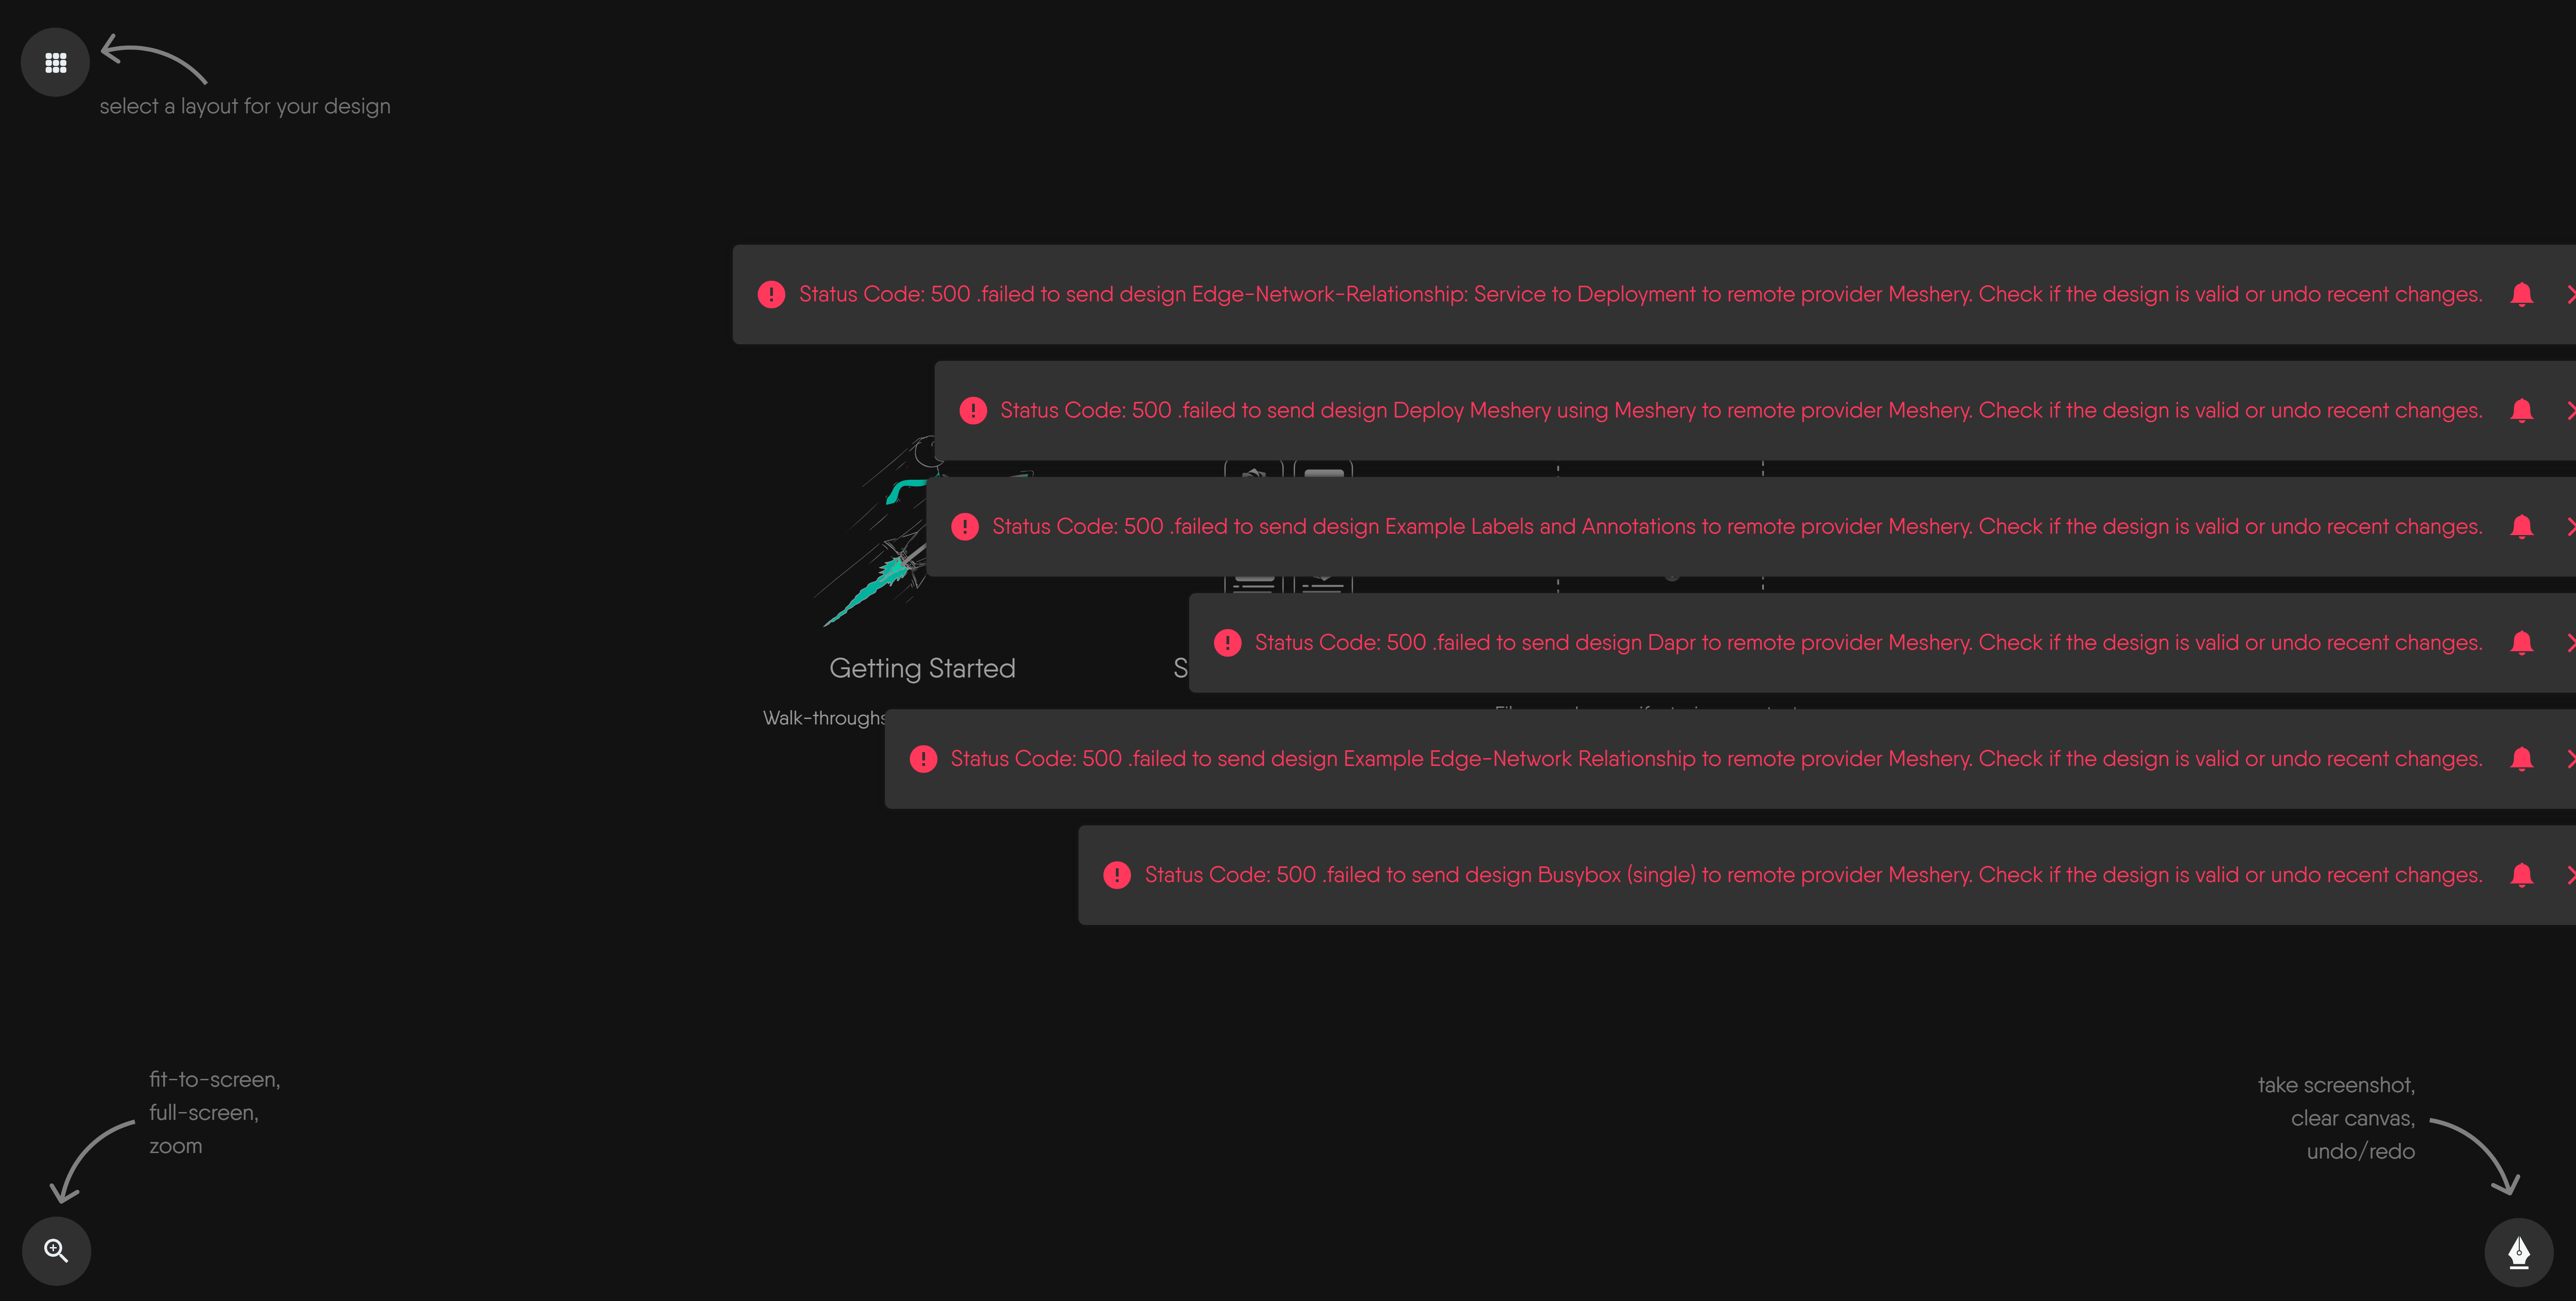 select a layout for your design
Status Code: 500 .failed to send design Edge-Network-Relationship: Service to Deployment to remote provider Meshery. Check if the design is valid or undo recent changes.
Status Code: 500 .failed to send design Deploy Meshery using Meshery to remote provider Meshery. Check if the design is valid or undo recent changes.
Status Code: 500 .failed to send design Example Labels and Annotations to remote provider Meshery. Check if the design is valid or undo recent changes.
Status Code: 500 .failed to send design Dapr to remote provider Meshery. Check if the design is valid or undo recent changes.
Getting Started
Walk-throughs
Status Code: 500 .failed to send design Example Edge-Network Relationship to remote provider Meshery. Check if the design is valid or undo recent changes.
Status Code: 500 .failed to send design Busybox (single) to remote provider Meshery. Check if the design is valid or undo recent changes.
fit-to-screen,
full-screen,
zoom
take screenshot,
clear canvas,
undo/redo